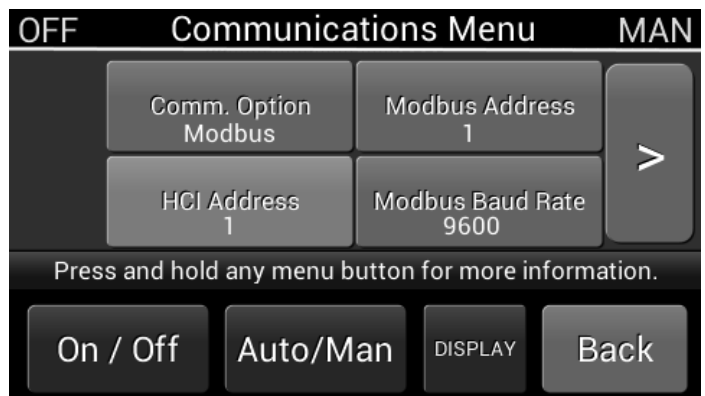 OFF Communications Menu MAN
Comm. Option
Modbus
Modbus Address
1
>
HCI Address
1
Modbus Baud Rate
9600
Press and hold any menu button for more information.
On / Off Auto/Man DISPLAY Back